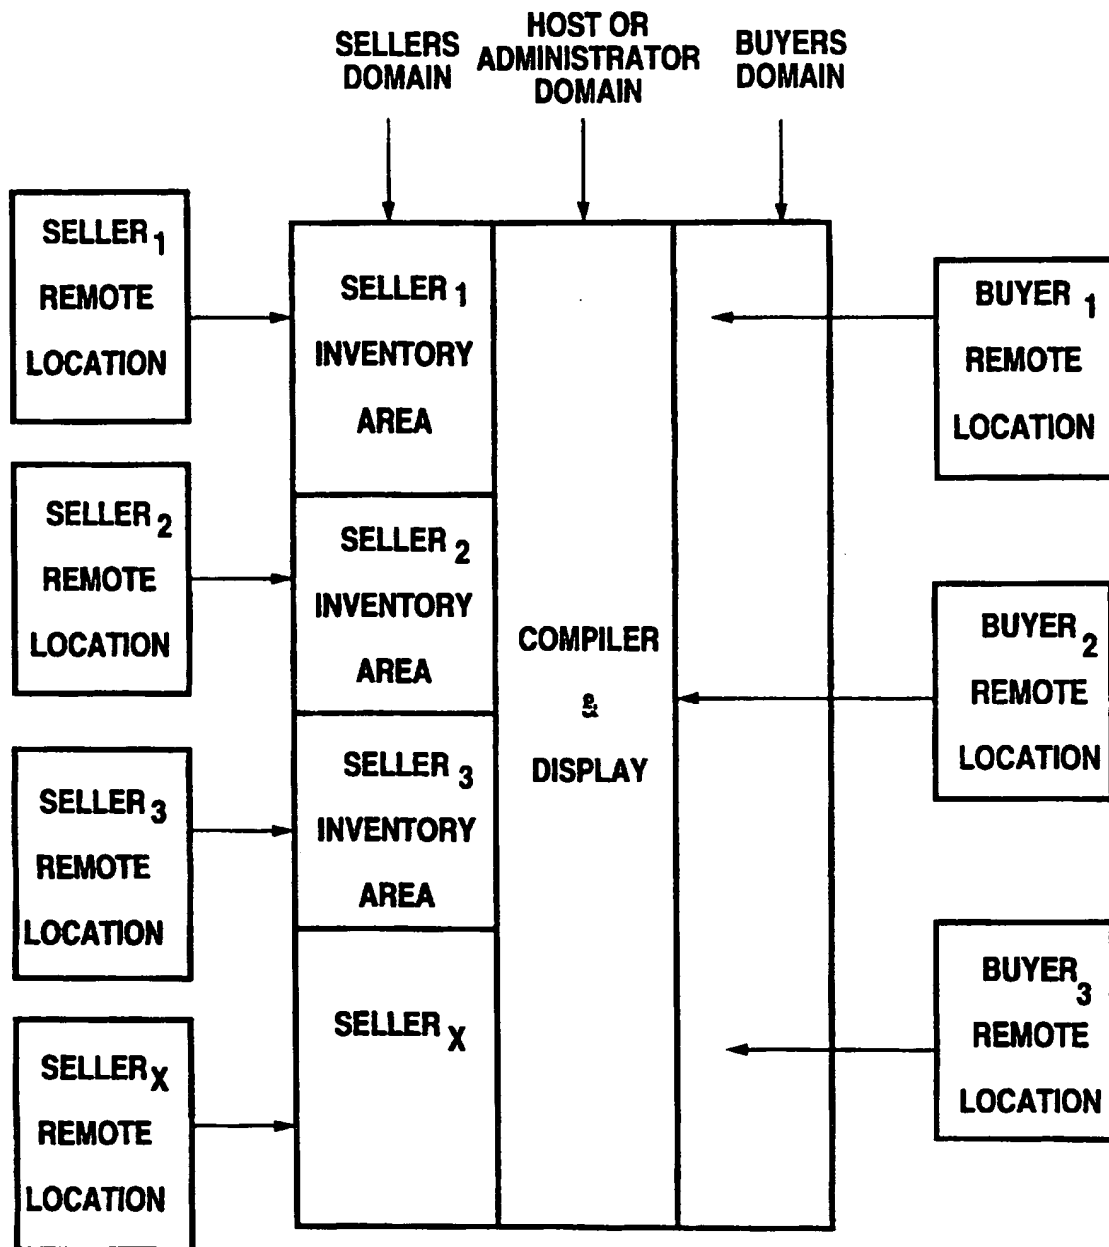 SELLERS
DOMAIN
HOST OR
ADMINISTRATOR
DOMAIN
BUYERS
DOMAIN
SELLER1
REMOTE
LOCATION
SELLER2
REMOTE
LOCATION
SELLER3
REMOTE
LOCATION
SELLERX
REMOTE
LOCATION
SELLER1
INVENTORY
AREA
SELLER2
INVENTORY
AREA
SELLER3
INVENTORY
AREA
SELLERX
COMPILER
&
DISPLAY
BUYER1
REMOTE
LOCATION
BUYER2
REMOTE
LOCATION
BUYER3
REMOTE
LOCATION